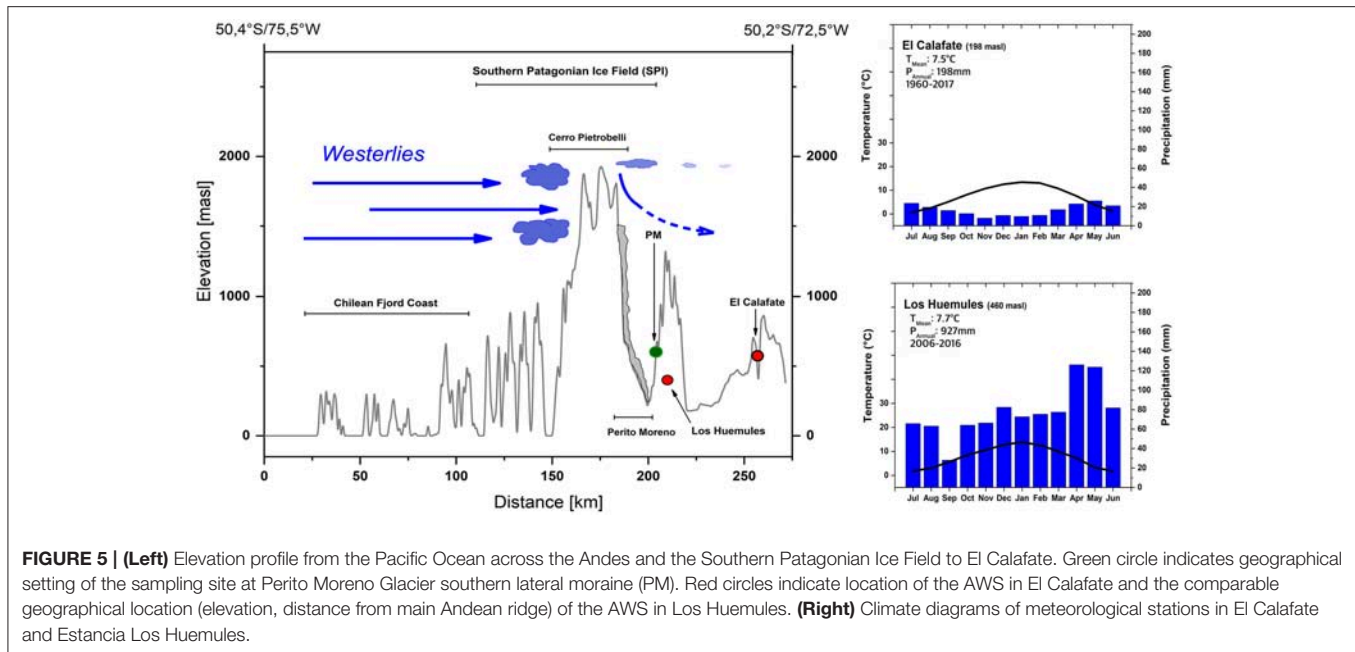 50,4°S/75,5°W
50,2°S/72,5°W
Southern Patagonian Ice Field (SPI)
Cerro Pietrobelli
Westerlies
PM
El Calafate
Chilean Fjord Coast
Perito Moreno
Los Huemules
Elevation [masl]
2000
1000
0
2000
1000
0
0 50 100 150 200 250
Distance [km]
El Calafate (198 masl)
TMean: 7.5°C
PAnnual: 198mm
1960-2017
Temperature (°C)
30
20
10
0
Precipitation (mm)
200
180
160
140
120
100
80
60
40
20
0
Jul Aug Sep Oct Nov Dec Jan Feb Mar Apr May Jun
Los Huemules (460 masl)
TMean: 7.7°C
PAnnual: 927mm
2006-2016
Temperature (°C)
30
20
10
0
Precipitation (mm)
200
180
160
140
120
100
80
60
40
20
0
Jul Aug Sep Oct Nov Dec Jan Feb Mar Apr May Jun
FIGURE 5 | (Left) Elevation profile from the Pacific Ocean across the Andes and the Southern Patagonian Ice Field to El Calafate. Green circle indicates geographical
setting of the sampling site at Perito Moreno Glacier southern lateral moraine (PM). Red circles indicate location of the AWS in El Calafate and the comparable
geographical location (elevation, distance from main Andean ridge) of the AWS in Los Huemules. (Right) Climate diagrams of meteorological stations in El Calafate
and Estancia Los Huemules.